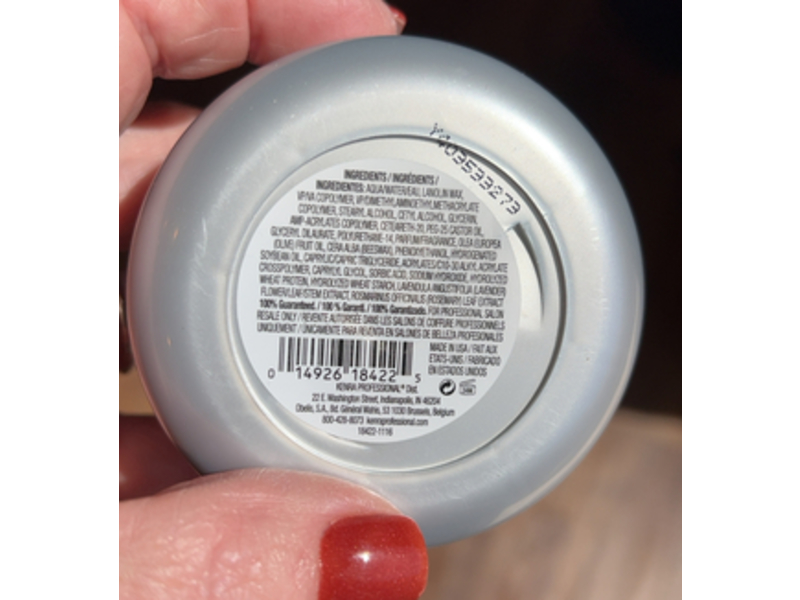 Y403533273
INGREDIENTS / INGRÉDIENTS /
INGREDIENTES: AQUA/WATER/EAU, LANOLIN WAX,
VP/VA COPOLYMER, VP/DIMETHYLAMINOETHYLMETHACRYLATE
COPOLYMER, STEARYL ALCOHOL, CETYL ALCOHOL, GLYCERIN,
AMP-ACRYLATES COPOLYMER, CETEARETH-20, PEG-25 CASTOR OIL,
GLYCERYL DILAURATE, POLYURETHANE-14, PARFUM/FRAGRANCE, OLEA EUROPEA
(OLIVE) FRUIT OIL, CERA ALBA (BEESWAX), PHENOXYETHANOL, HYDROGENATED
SOYBEAN OIL, CAPRYLIC/CAPRIC TRIGLYCERIDE, ACRYLATES/C10-30 ALKYL ACRYLATE
CROSSPOLYMER, CAPRYLYL GLYCOL, SORBIC ACID, SODIUM HYDROXIDE, HYDROLYZED
WHEAT PROTEIN, HYDROLYZED WHEAT STARCH, LAVENDULA ANGUSTIFOLIA (LAVENDER)
FLOWER/LEAF/STEM EXTRACT, ROSMARINUS OFFICINALIS (ROSEMARY) LEAF EXTRACT
100% Guaranteed. / 100 % Garanti. / 100% Garantizado. FOR PROFESSIONAL SALON
RESALE ONLY / REVENTE AUTORISÉE DANS LES SALONS DE COIFFURE PROFESSIONNELS
UNIQUEMENT / ÚNICAMENTE PARA REVENTA EN SALONES DE BELLEZA PROFESIONALES
MADE IN USA / FAIT AUX
ETATS-UNIS / FABRICADO
EN ESTADOS UNIDOS
0 14926 18422 5
KENRA PROFESSIONAL® Dist.
22 E. Washington Street, Indianapolis, IN 46204
Obelis, S.A., Bd. Général Wahis, 53 1030 Brussels, Belgium
800-428-8073 kenraprofessional.com
18422-1116